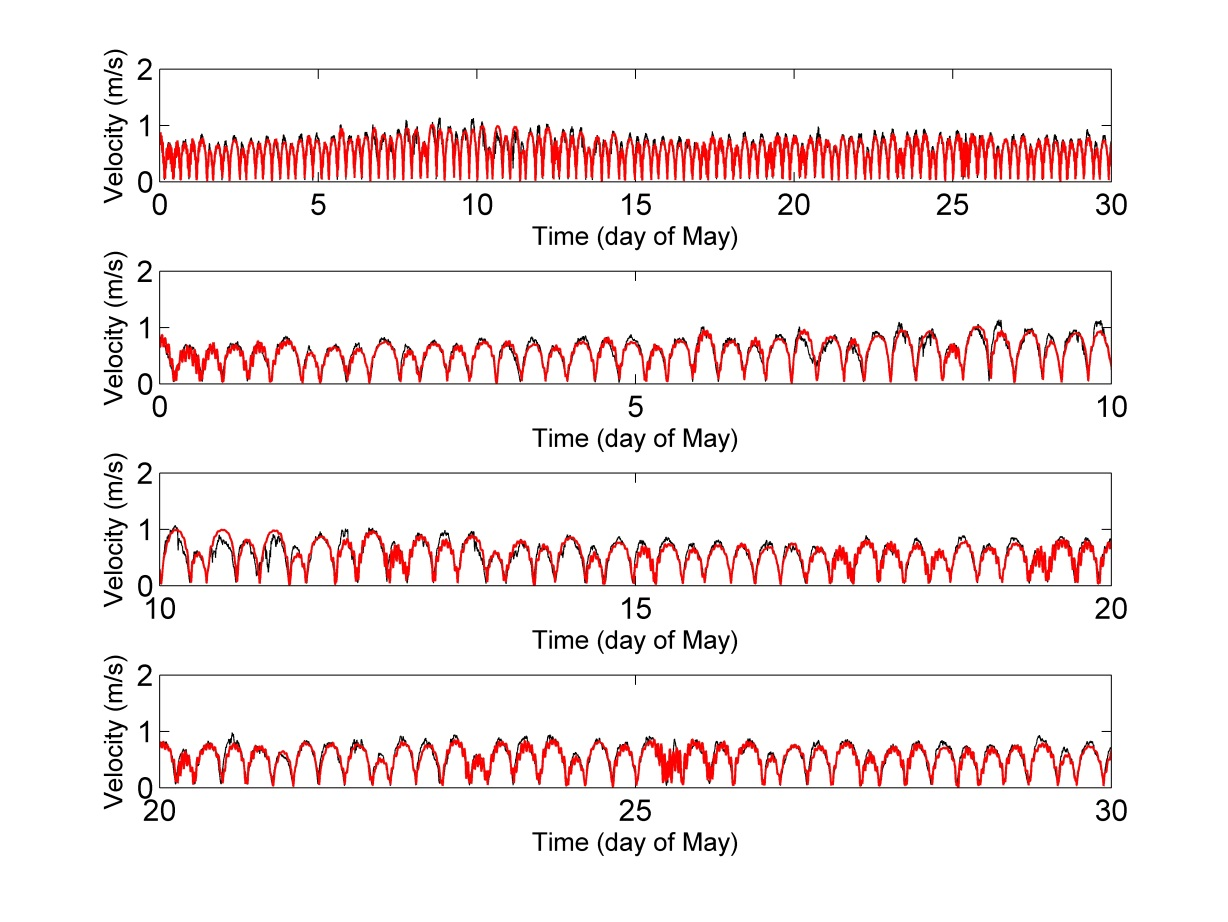 2
1
0
Velocity (m/s)
0 5 10 15 20 25 30
Time (day of May)
2
1
0
Velocity (m/s)
0 5 10
Time (day of May)
2
1
0
Velocity (m/s)
10 15 20
Time (day of May)
2
1
0
Velocity (m/s)
20 25 30
Time (day of May)